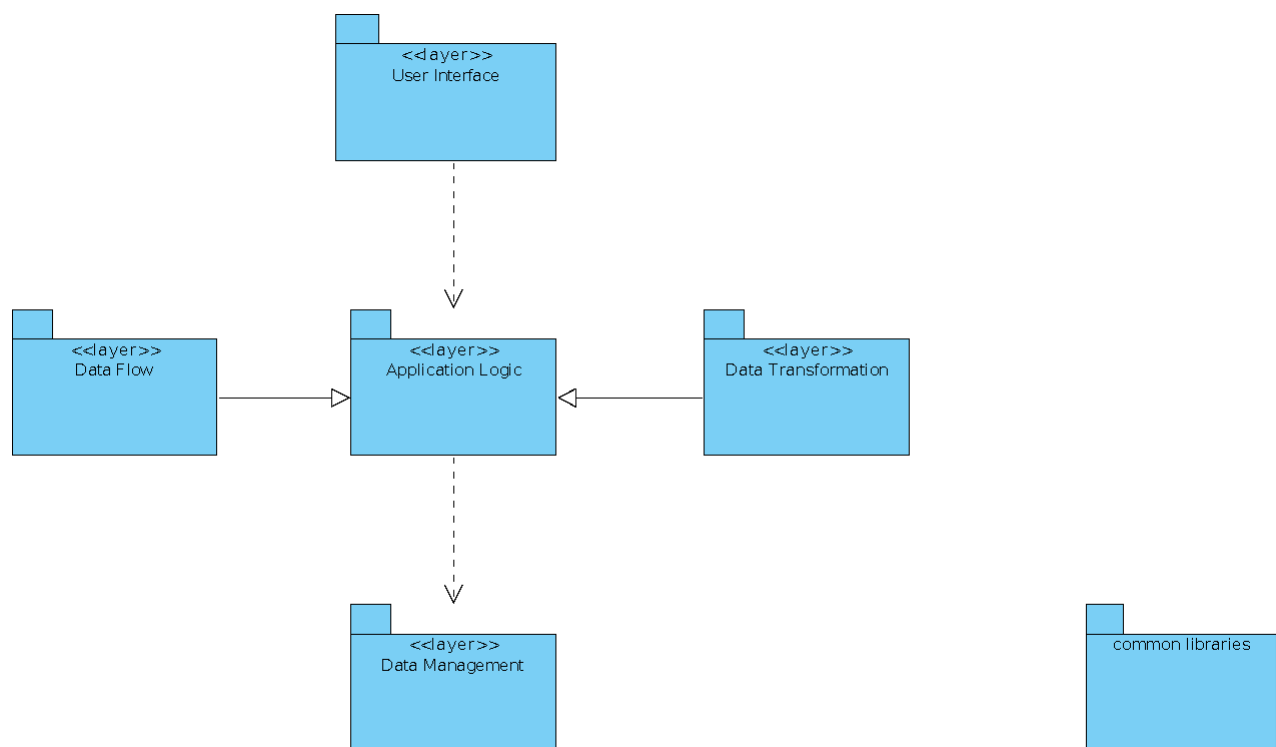 <<layer>>
User Interface
<<layer>>
Data Flow
<<layer>>
Application Logic
<<layer>>
Data Transformation
<<layer>>
Data Management
common libraries